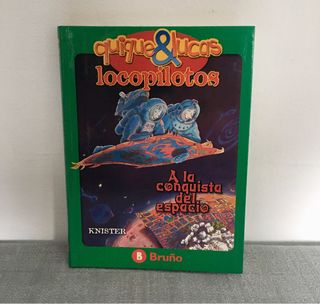 quique & lucas
locopilotos
A la
conquista
del
espacio
KNISTER
B Bruño